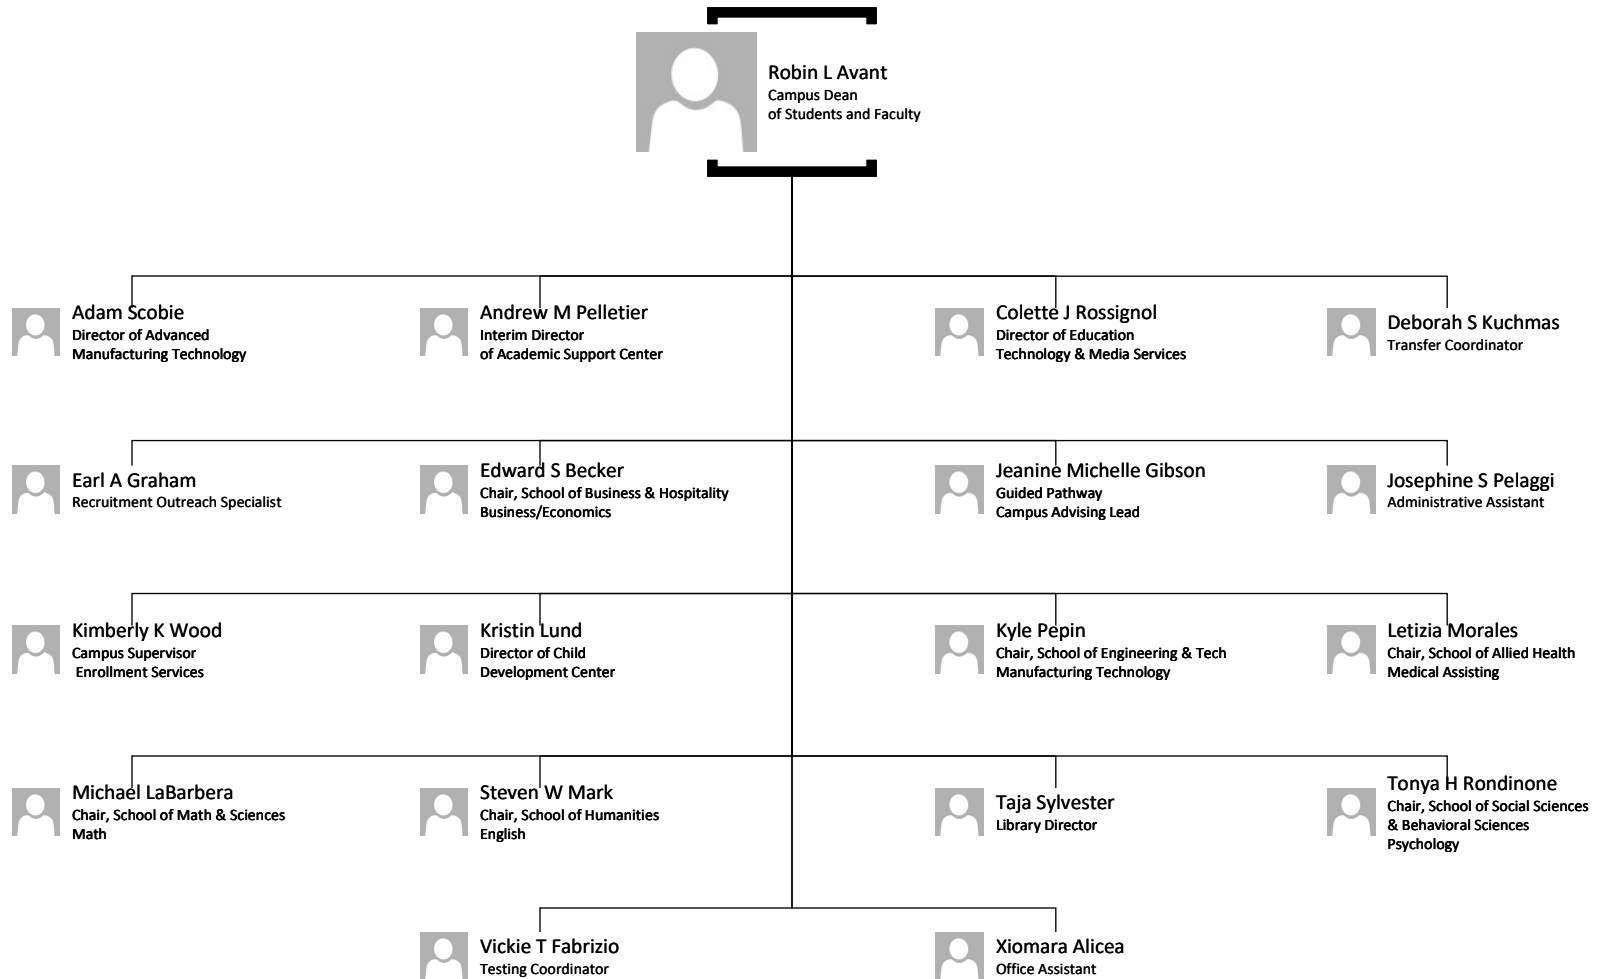 Robin L Avant
Campus Dean
of Students and Faculty
Adam Scobie
Director of Advanced
Manufacturing Technology
Andrew M Pelletier
Interim Director
of Academic Support Center
Colette J Rossignol
Director of Education
Technology & Media Services
Deborah S Kuchmas
Transfer Coordinator
Earl A Graham
Recruitment Outreach Specialist
Edward S Becker
Chair, School of Business & Hospitality
Business/Economics
Jeanine Michelle Gibson
Guided Pathway
Campus Advising Lead
Josephine S Pelaggi
Administrative Assistant
Kimberly K Wood
Campus Supervisor
Enrollment Services
Kristin Lund
Director of Child
Development Center
Kyle Pepin
Chair, School of Engineering & Tech
Manufacturing Technology
Letizia Morales
Chair, School of Allied Health
Medical Assisting
Michael LaBarbera
Chair, School of Math & Sciences
Math
Steven W Mark
Chair, School of Humanities
English
Taja Sylvester
Library Director
Tonya H Rondinone
Chair, School of Social Sciences
& Behavioral Sciences
Psychology
Vickie T Fabrizio
Testing Coordinator
Xiomara Alicea
Office Assistant